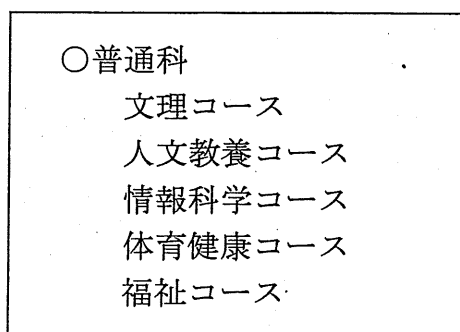 ○普通科
文理コース
人文教養コース
情報科学コース
体育健康コース
福祉コース